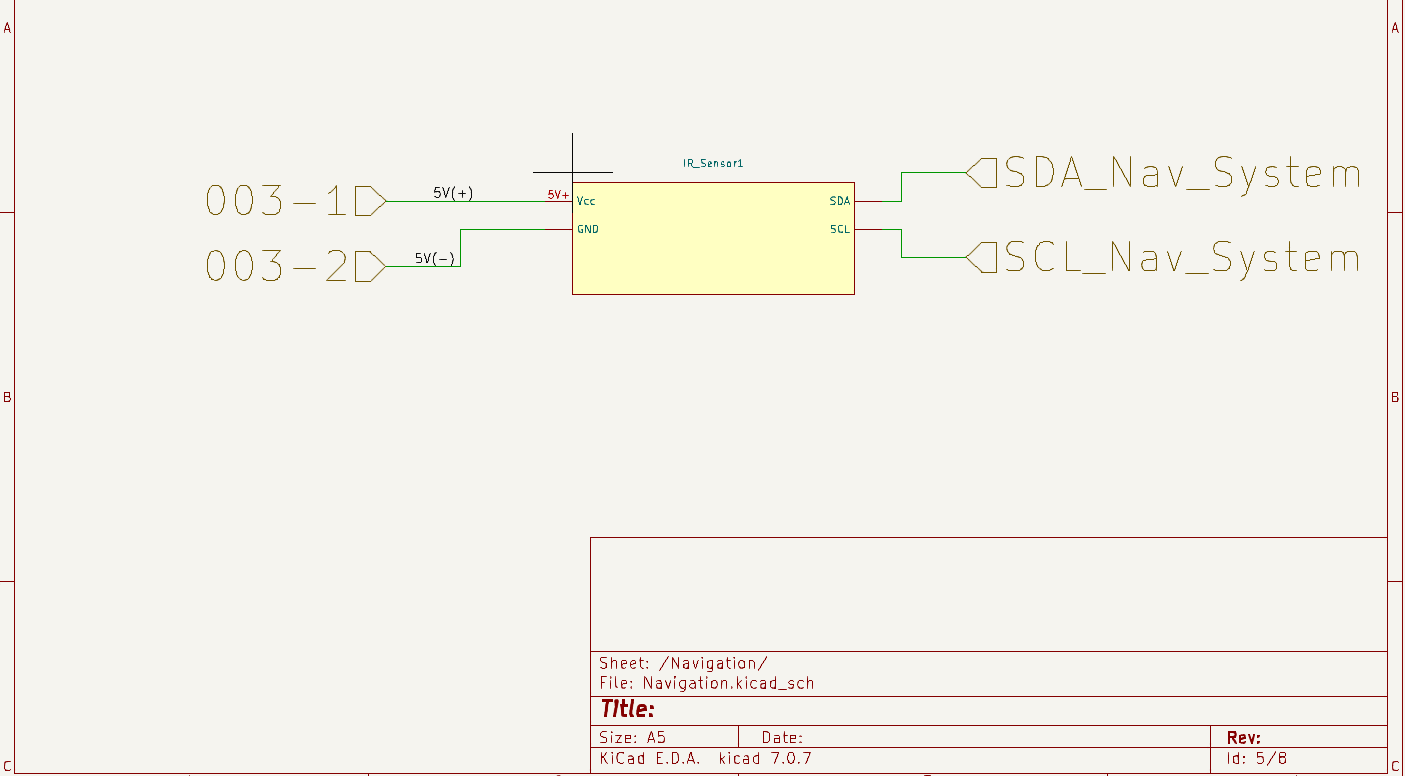 A
A
IR_Sensor1
003-1
5V(+)
5V+
Vcc
SDA
SDA_Nav_System
003-2
5V(-)
GND
SCL
SCL_Nav_System
B
B
Sheet: /Navigation/
File: Navigation.kicad_sch
Title:
Size: A5
Date:
Rev:
KiCad E.D.A. kicad 7.0.7
Id: 5/8
C
C